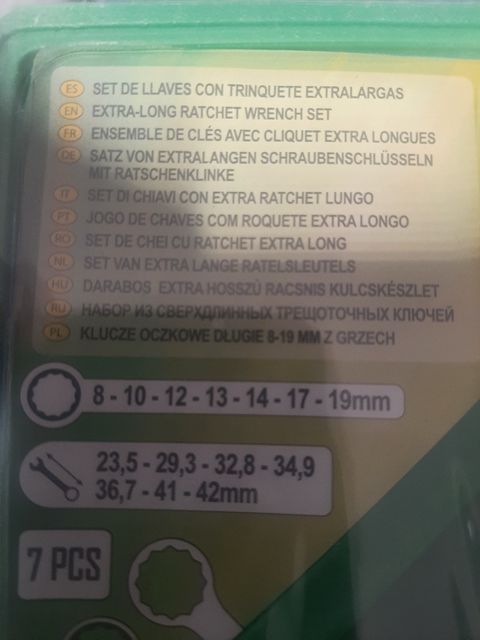 ES SET DE LLAVES CON TRINQUETE EXTRALARGAS
EN EXTRA-LONG RATCHET WRENCH SET
FR ENSEMBLE DE CLÉS AVEC CLIQUET EXTRA LONGUES
DE SATZ VON EXTRALANGEN SCHRAUBENSCHLÜSSELN
MIT RATSCHENKLINKE
IT SET DI CHIAVI CON EXTRA RATCHET LUNGO
PT JOGO DE CHAVES COM ROQUETE EXTRA LONGO
RO SET DE CHEI CU RATCHET EXTRA LONG
NL SET VAN EXTRA LANGE RATELSLEUTELS
HU DARABOS EXTRA HOSSZÚ RACSNIS KULCSKÉSZLET
RU НАБОР ИЗ СВЕРХДЛИННЫХ ТРЕЩОТОЧНЫХ КЛЮЧЕЙ
PL KLUCZE OCZKOWE DŁUGIE 8-19 MM Z GRZECH
8 - 10 - 12 - 13 - 14 - 17 - 19mm
23,5 - 29,3 - 32,8 - 34,9
36,7 - 41 - 42mm
7 PCS